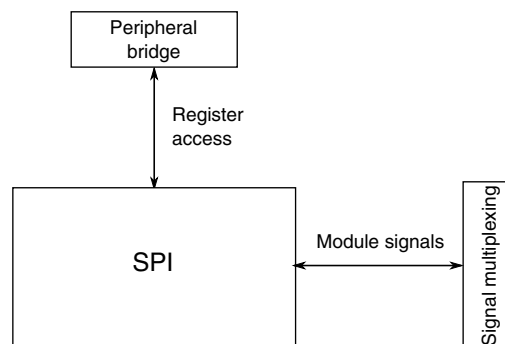 Peripheral
bridge
Register
access
SPI
Module signals
Signal multiplexing